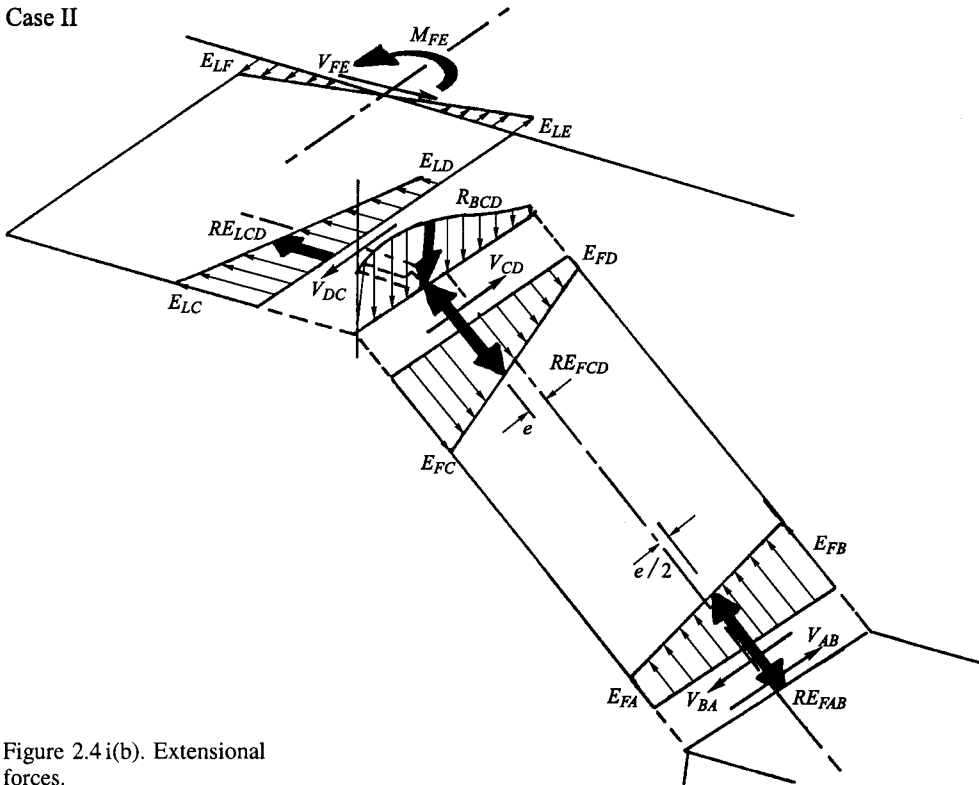 Case II
M_FE
V_FE
E_LF
E_LE
E_LD
R_BCD
RE_LCD
V_CD
E_FD
V_DC
E_LC
RE_FCD
e
E_FC
e/2
E_FB
V_AB
E_FA
V_BA
RE_FAB
Figure 2.4 i(b). Extensional
forces.